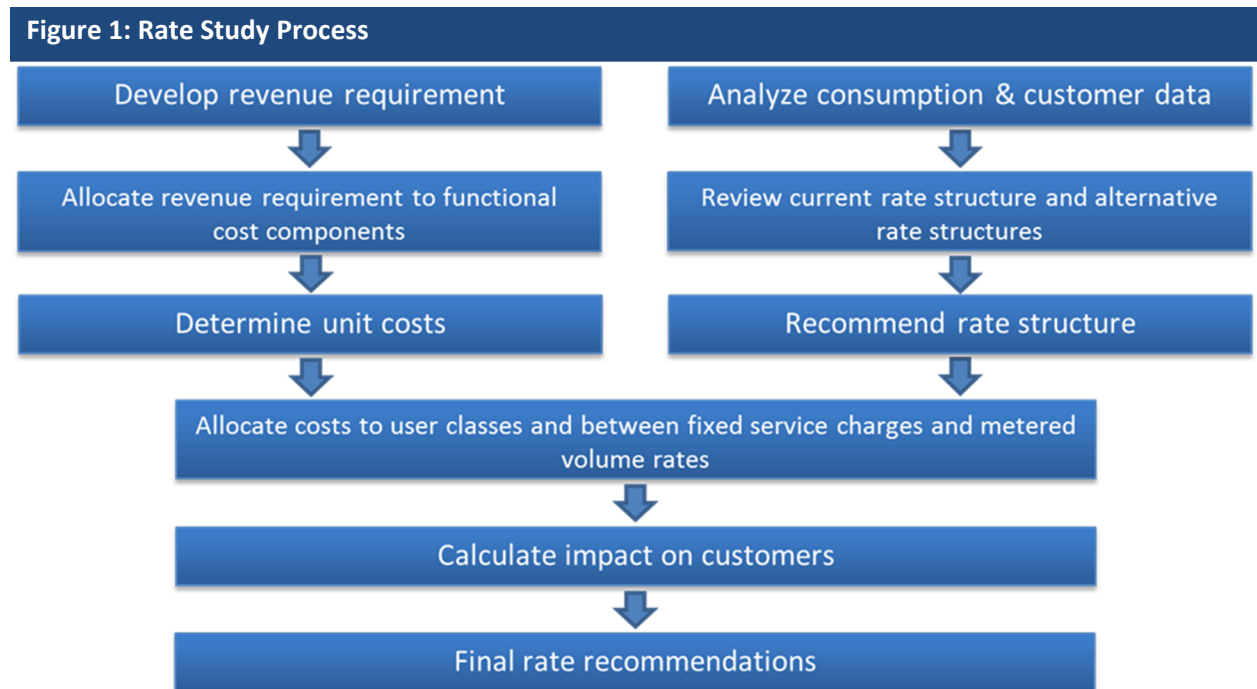 Figure 1: Rate Study Process
Develop revenue requirement
Analyze consumption & customer data
Allocate revenue requirement to functional
cost components
Review current rate structure and alternative
rate structures
Determine unit costs
Recommend rate structure
Allocate costs to user classes and between fixed service charges and metered
volume rates
Calculate impact on customers
Final rate recommendations